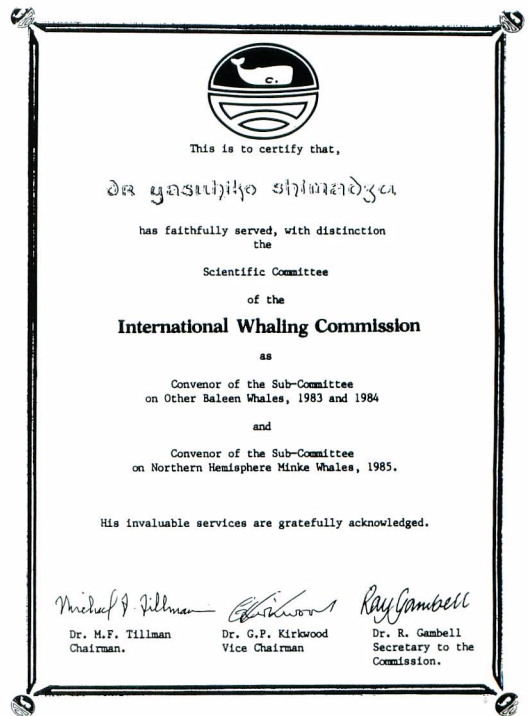 This is to certify that,
DR yasuhiko shimadzu
has faithfully served, with distinction
the
Scientific Committee
of the
International Whaling Commission
as
Convenor of the Sub-Committee
on Other Baleen Whales, 1983 and 1984
and
Convenor of the Sub-Committee
on Northern Hemisphere Minke Whales, 1985.
His invaluable services are gratefully acknowledged.
Michael F. Tillman GKirkwood Ray Gambell
Dr. M.F. Tillman Dr. G.P. Kirkwood Dr. R. Gambell
Chairman. Vice Chairman Secretary to the
Commission.